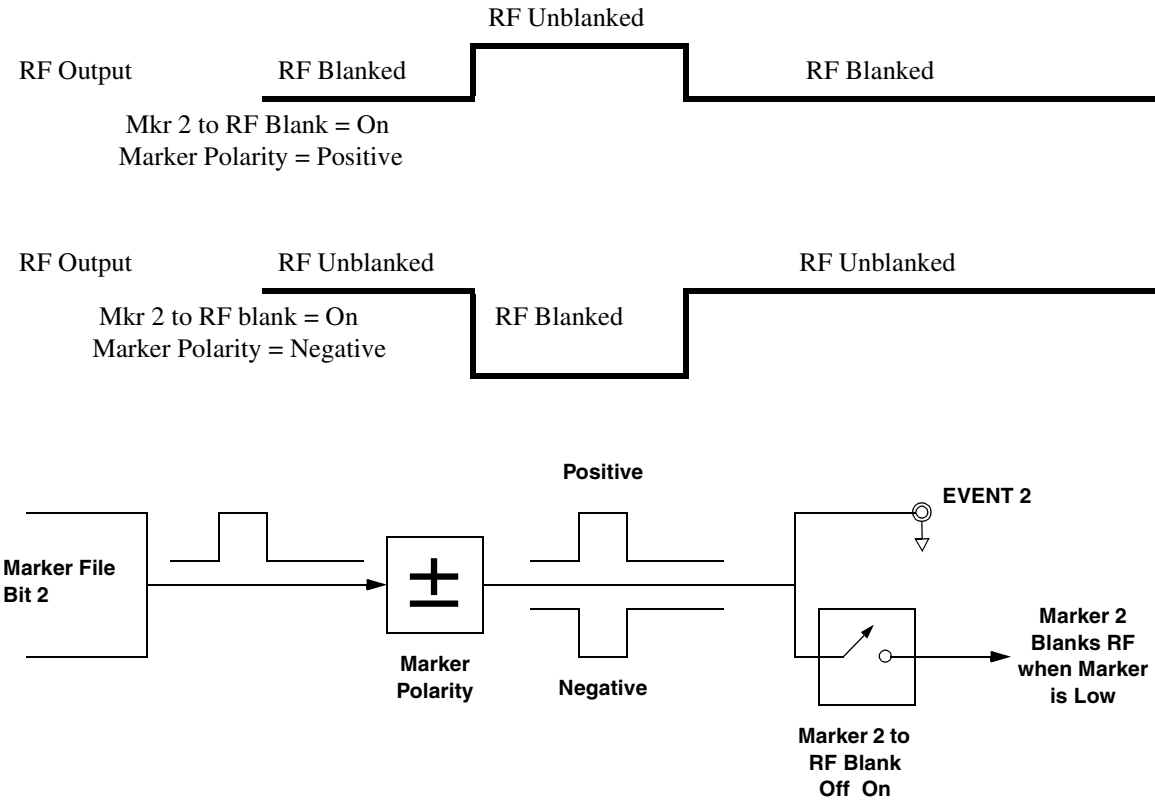 RF Unblanked
RF Output
RF Blanked
RF Blanked
Mkr 2 to RF Blank = On
Marker Polarity = Positive
RF Output
RF Unblanked
RF Unblanked
Mkr 2 to RF blank = On
RF Blanked
Marker Polarity = Negative
Positive
EVENT 2
Marker File
Bit 2
±
Marker
Polarity
Negative
Marker 2
Blanks RF
when Marker
is Low
Marker 2 to
RF Blank
Off On